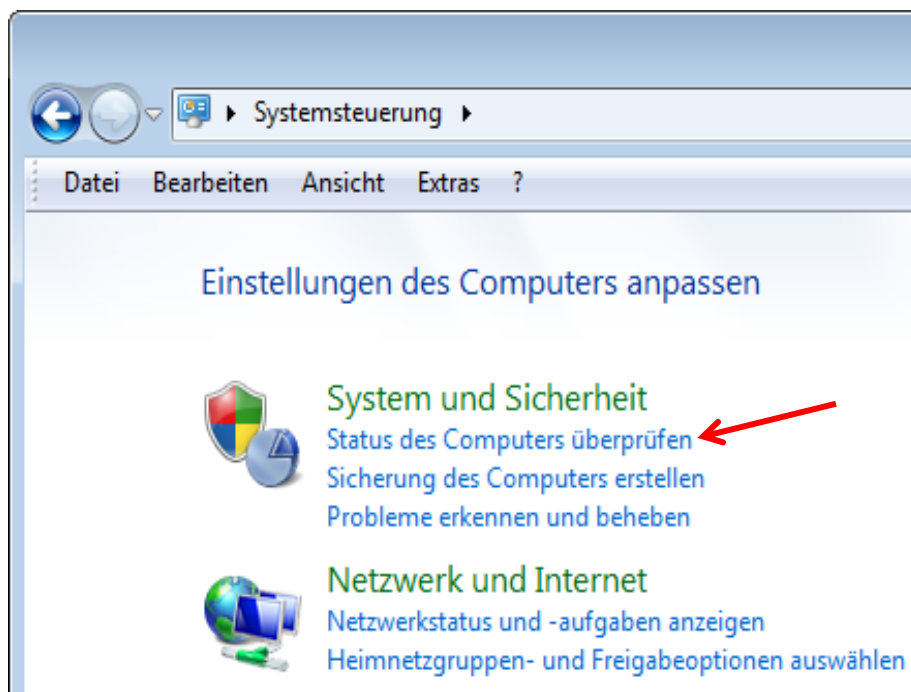 Systemsteuerung
Datei Bearbeiten Ansicht Extras ?
Einstellungen des Computers anpassen
System und Sicherheit
Status des Computers überprüfen
Sicherung des Computers erstellen
Probleme erkennen und beheben
Netzwerk und Internet
Netzwerkstatus und -aufgaben anzeigen
Heimnetzgruppen- und Freigabeoptionen auswählen